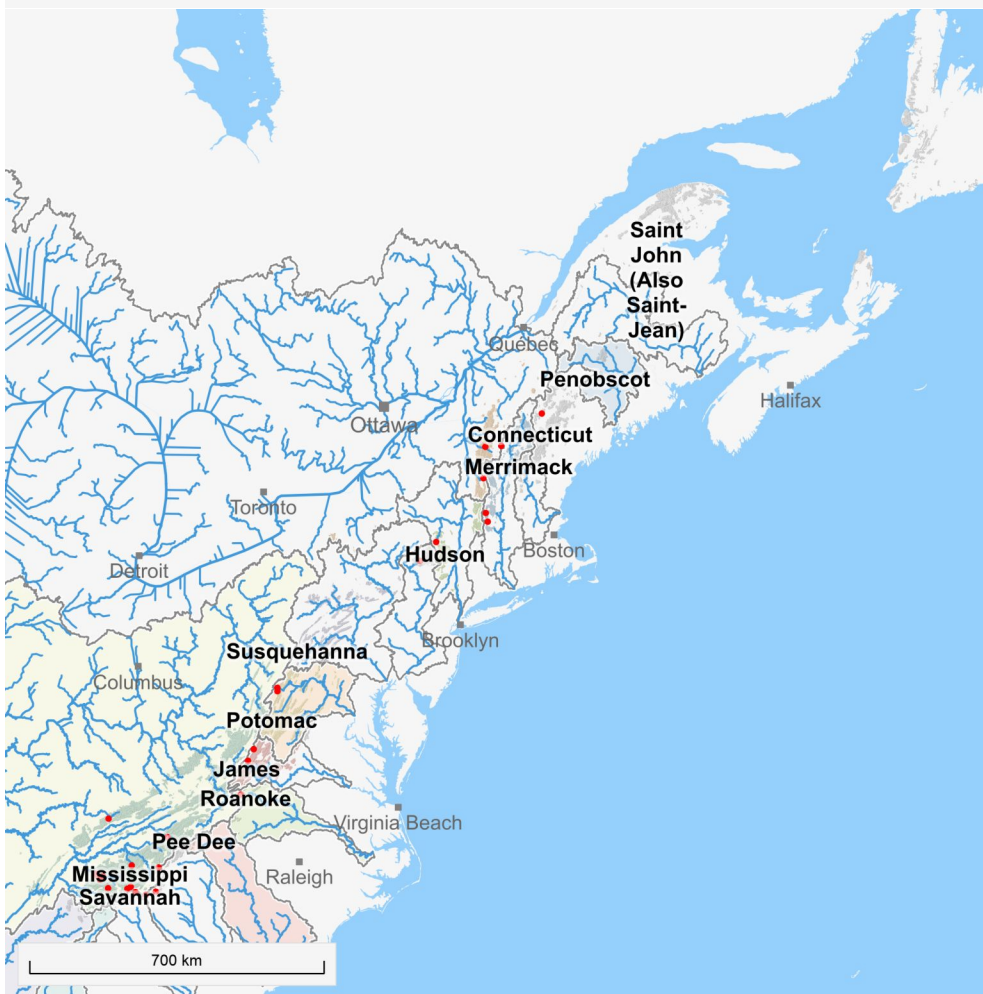 Saint
John
(Also
Saint-
Jean)
Québec
Penobscot
Halifax
Ottawa
Connecticut
Merrimack
Toronto
Hudson
Boston
Detroit
Brooklyn
Susquehanna
Columbus
Potomac
James
Roanoke
Virginia Beach
Pee Dee
Raleigh
Mississippi
Savannah
700 km